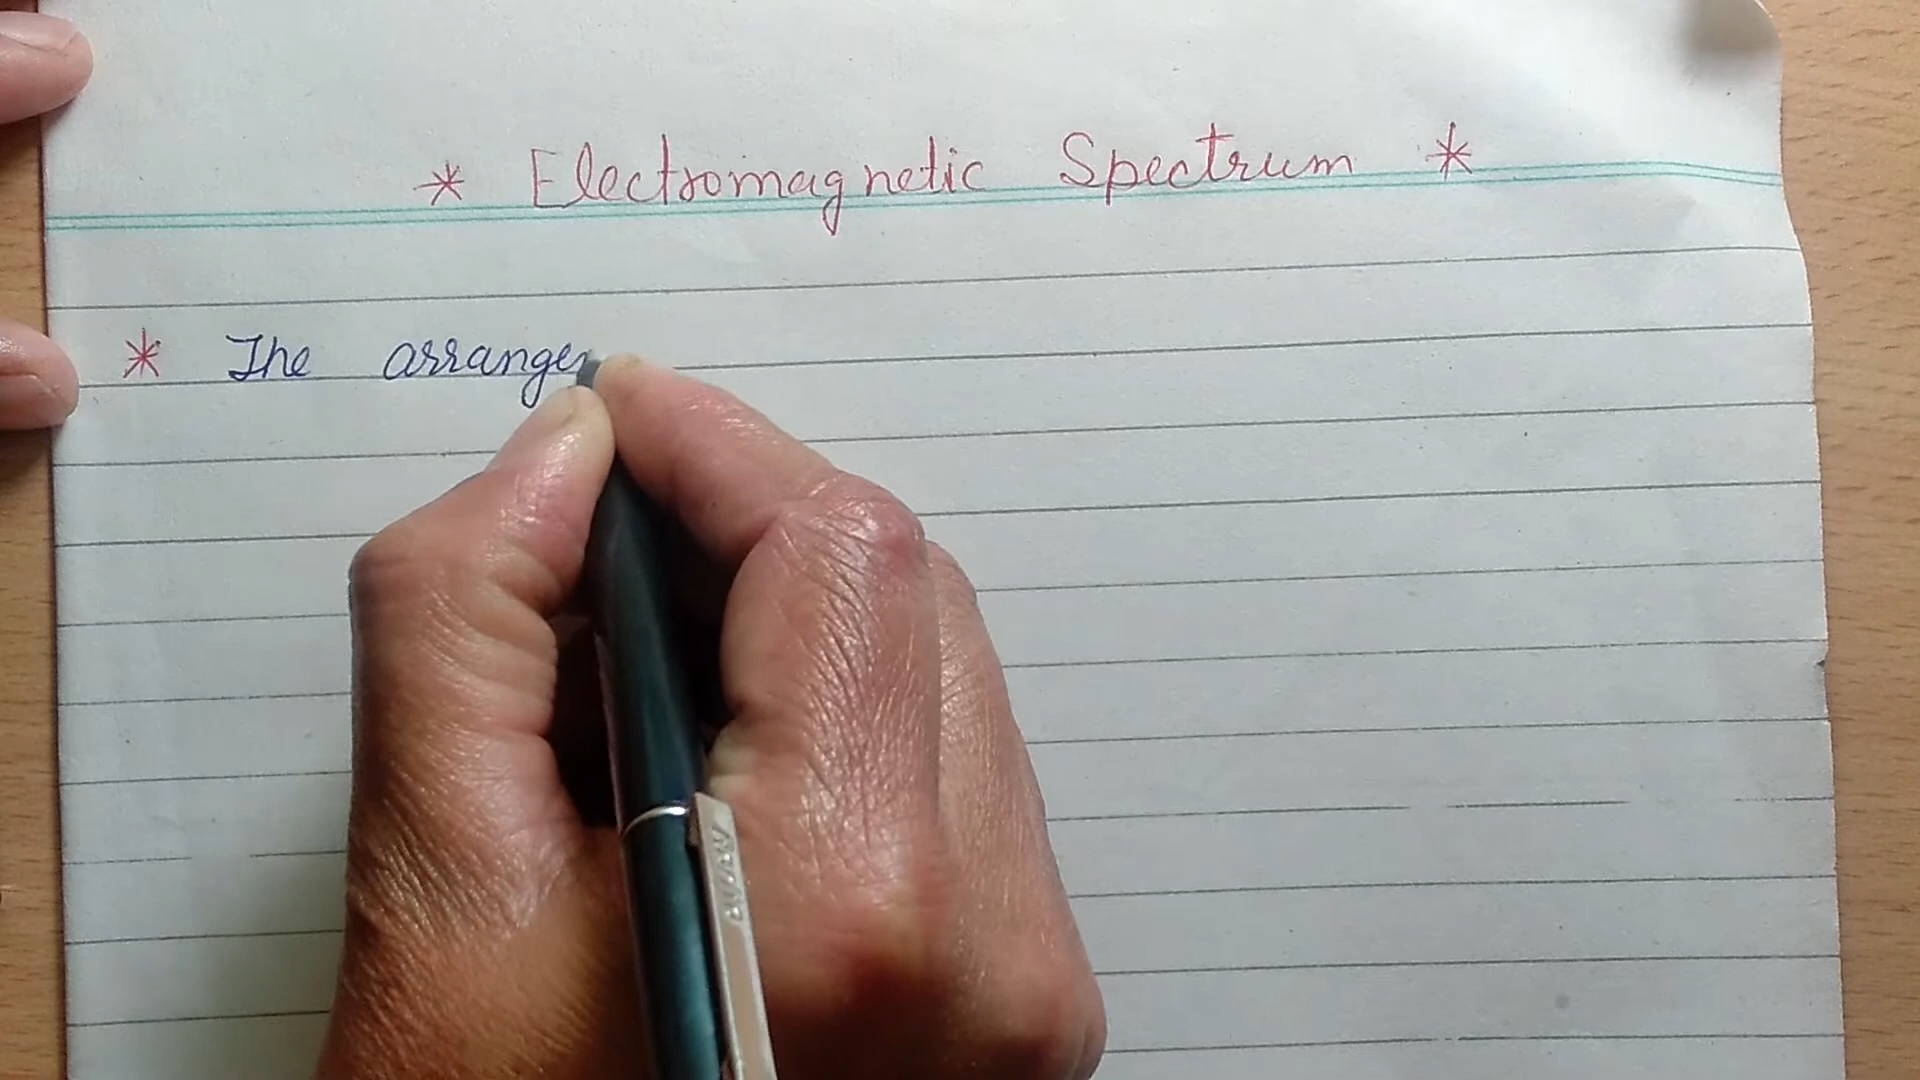 * Electromagnetic Spectrum *
* The arrange